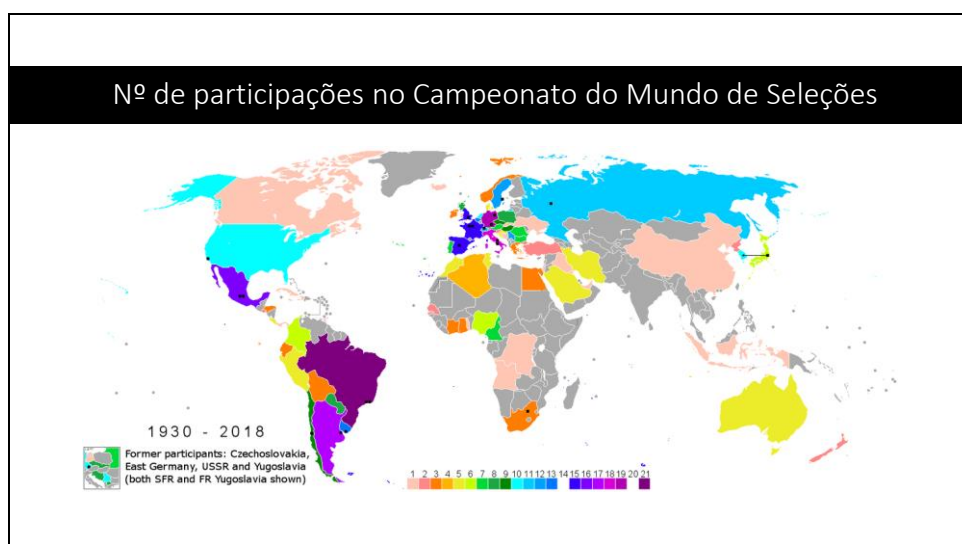 Nº de participações no Campeonato do Mundo de Seleções
1930 - 2018
Former participants: Czechoslovakia,
East Germany, USSR and Yugoslavia
(both SFR and FR Yugoslavia shown)
1 2 3 4 5 6 7 8 9 10 11 12 13 14 15 16 17 18 19 20 21